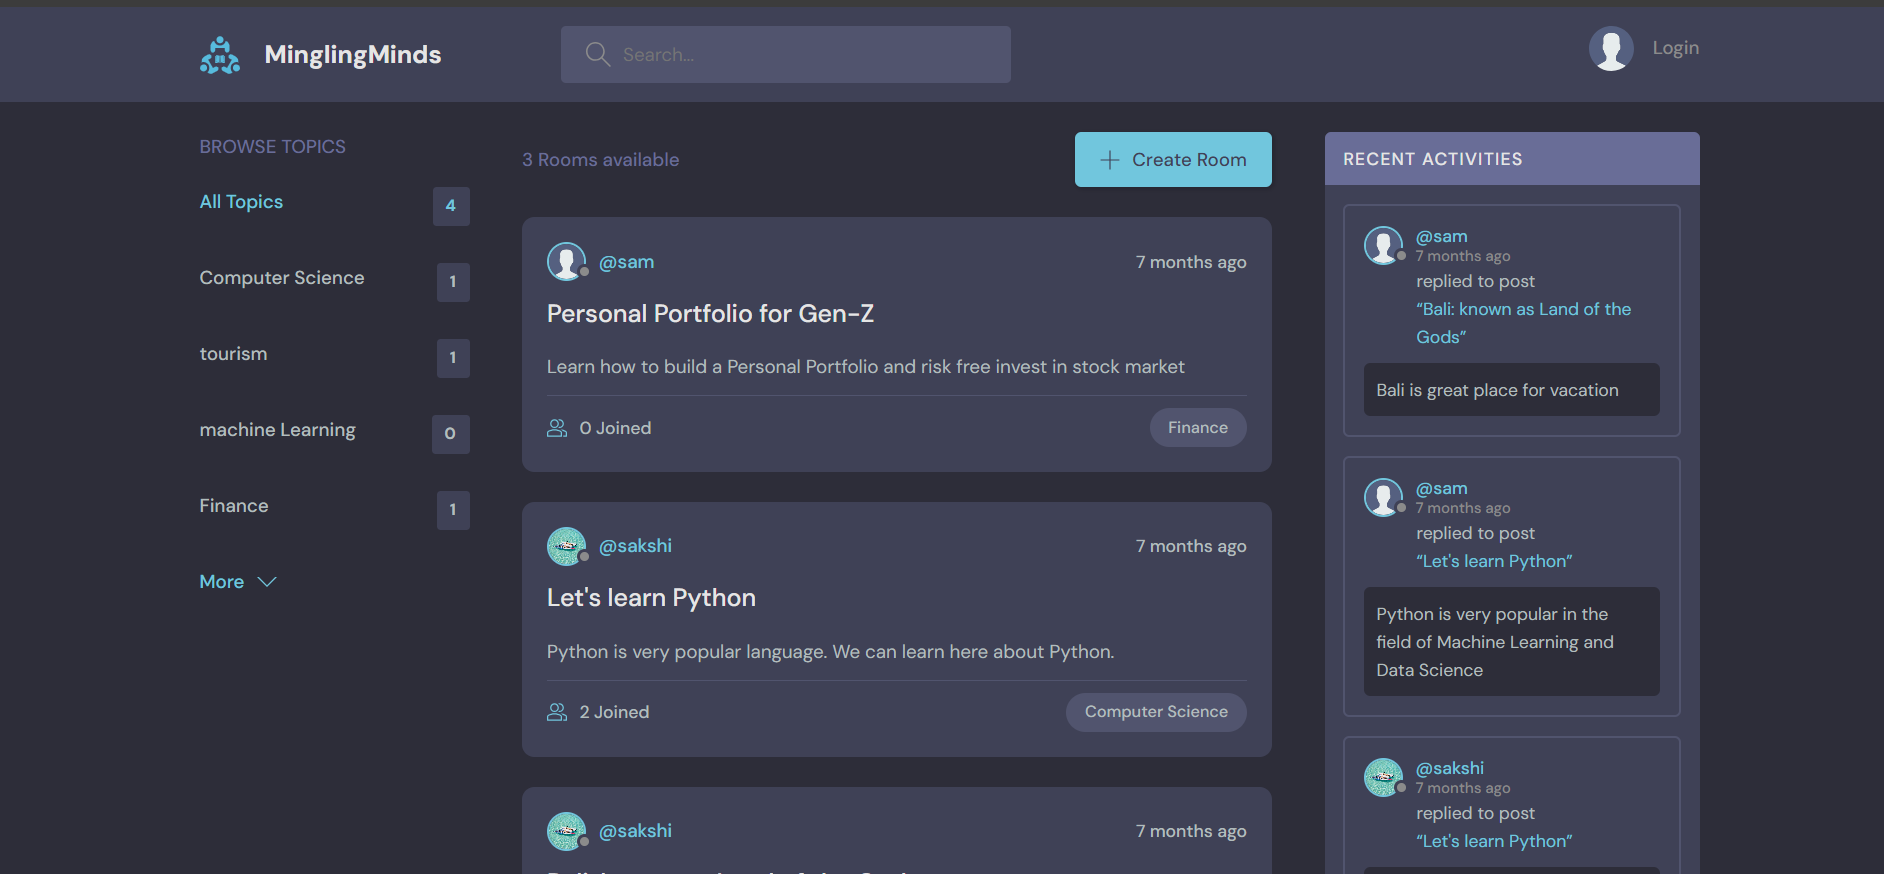 MinglingMinds
Search...
Login
BROWSE TOPICS
All Topics
4
Computer Science
1
tourism
1
machine Learning
0
Finance
1
More
3 Rooms available
Create Room
@sam
7 months ago
Personal Portfolio for Gen-Z
Learn how to build a Personal Portfolio and risk free invest in stock market
0 Joined
Finance
@sakshi
7 months ago
Let's learn Python
Python is very popular language. We can learn here about Python.
2 Joined
Computer Science
@sakshi
7 months ago
RECENT ACTIVITIES
@sam
7 months ago
replied to post
“Bali: known as Land of the
Gods”
Bali is great place for vacation
@sam
7 months ago
replied to post
“Let's learn Python”
Python is very popular in the
field of Machine Learning and
Data Science
@sakshi
7 months ago
replied to post
“Let's learn Python”